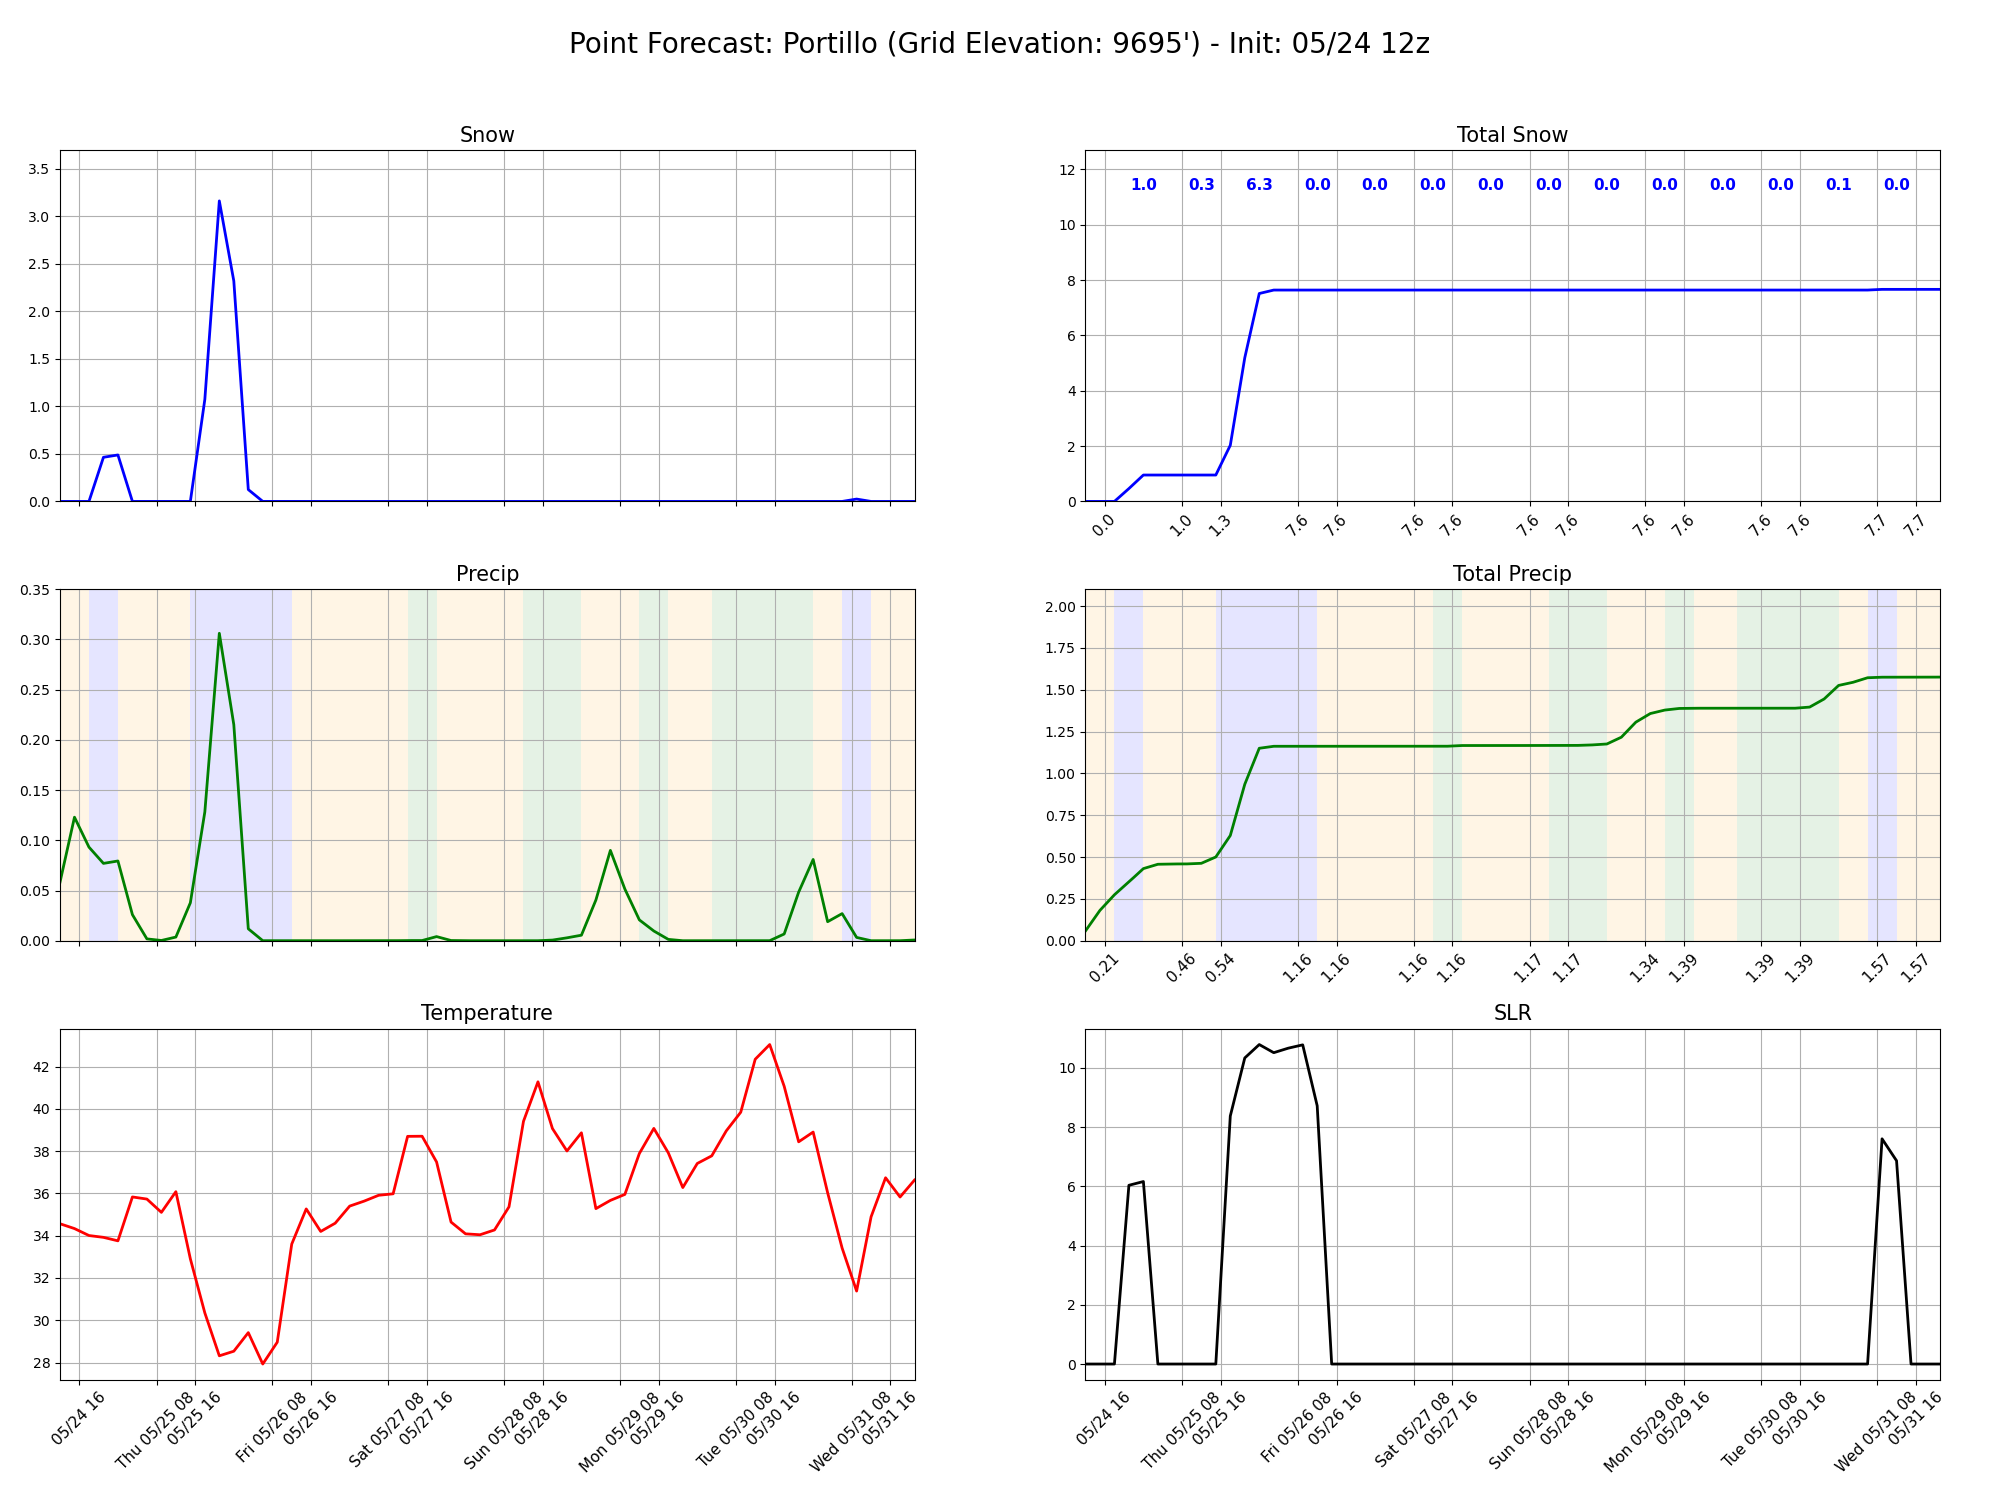 Point Forecast: Portillo (Grid Elevation: 9695') - Init: 05/24 12z
Snow
3.5
3.0
2.5
2.0
1.5
1.0
0.5
0.0
Total Snow
12
10
8
6
4
2
0
1.0 0.3 6.3 0.0 0.0 0.0 0.0 0.0 0.0 0.0 0.0 0.0 0.1 0.0
0.0 1.0 1.3 7.6 7.6 7.6 7.6 7.6 7.6 7.6 7.6 7.6 7.6 7.7 7.7
Precip
0.35
0.30
0.25
0.20
0.15
0.10
0.05
0.00
Total Precip
2.00
1.75
1.50
1.25
1.00
0.75
0.50
0.25
0.00
0.21 0.46 0.54 1.16 1.16 1.16 1.16 1.17 1.17 1.34 1.39 1.39 1.39 1.57 1.57
Temperature
42
40
38
36
34
32
30
28
05/24 16
Thu 05/25 08
05/25 16
Fri 05/26 08
05/26 16
Sat 05/27 08
05/27 16
Sun 05/28 08
05/28 16
Mon 05/29 08
05/29 16
Tue 05/30 08
05/30 16
Wed 05/31 08
05/31 16
SLR
10
8
6
4
2
0
05/24 16
Thu 05/25 08
05/25 16
Fri 05/26 08
05/26 16
Sat 05/27 08
05/27 16
Sun 05/28 08
05/28 16
Mon 05/29 08
05/29 16
Tue 05/30 08
05/30 16
Wed 05/31 08
05/31 16